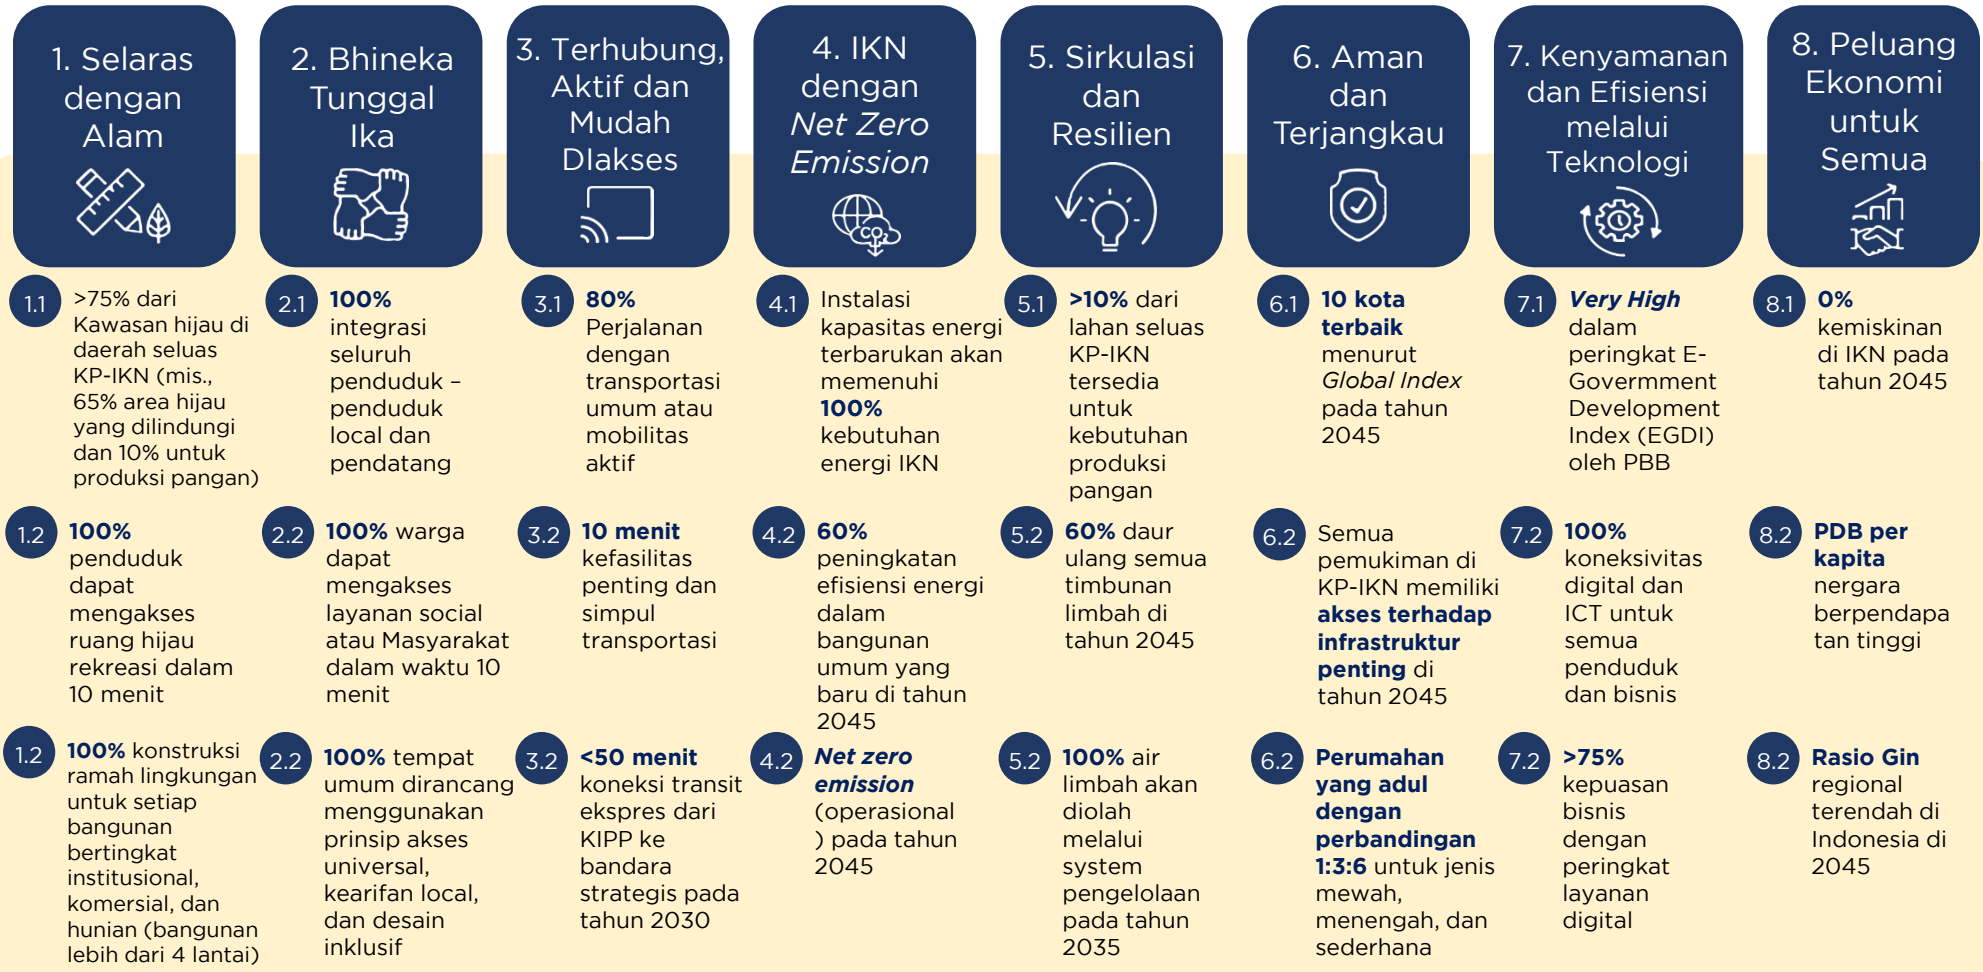 1. Selaras
dengan
Alam
2. Bhineka
Tunggal
Ika
3. Terhubung,
Aktif dan
Mudah
DIakses
4. IKN
dengan
Net Zero
Emission
CO₂
5. Sirkulasi
dan
Resilien
6. Aman
dan
Terjangkau
7. Kenyamanan
dan Efisiensi
melalui
Teknologi
8. Peluang
Ekonomi
untuk
Semua
1.1
>75% dari
Kawasan hijau di
daerah seluas
KP-IKN (mis.,
65% area hijau
yang dilindungi
dan 10% untuk
produksi pangan)
2.1
100%
integrasi
seluruh
penduduk –
penduduk
local dan
pendatang
3.1
80%
Perjalanan
dengan
transportasi
umum atau
mobilitas
aktif
4.1
Instalasi
kapasitas energi
terbarukan akan
memenuhi
100%
kebutuhan
energi IKN
5.1
>10% dari
lahan seluas
KP-IKN
tersedia
untuk
kebutuhan
produksi
pangan
6.1
10 kota
terbaik
menurut
Global Index
pada tahun
2045
7.1
Very High
dalam
peringkat E-
Govermment
Development
Index (EGDI)
oleh PBB
8.1
0%
kemiskinan
di IKN pada
tahun 2045
1.2
100%
penduduk
dapat
mengakses
ruang hijau
rekreasi dalam
10 menit
2.2
100% warga
dapat
mengakses
layanan social
atau Masyarakat
dalam waktu 10
menit
3.2
10 menit
kefasilitas
penting dan
simpul
transportasi
4.2
60%
peningkatan
efisiensi energi
dalam
bangunan
umum yang
baru di tahun
2045
5.2
60% daur
ulang semua
timbunan
limbah di
tahun 2045
6.2
Semua
pemukiman di
KP-IKN memiliki
akses terhadap
infrastruktur
penting di
tahun 2045
7.2
100%
koneksivitas
digital dan
ICT untuk
semua
penduduk
dan bisnis
8.2
PDB per
kapita
nergara
berpendapa
tan tinggi
1.2
100% konstruksi
ramah lingkungan
untuk setiap
bangunan
bertingkat
institusional,
komersial, dan
hunian (bangunan
lebih dari 4 lantai)
2.2
100% tempat
umum dirancang
menggunakan
prinsip akses
universal,
kearifan local,
dan desain
inklusif
3.2
<50 menit
koneksi transit
ekspres dari
KIPP ke
bandara
strategis pada
tahun 2030
4.2
Net zero
emission
(operasional
) pada tahun
2045
5.2
100% air
limbah akan
diolah
melalui
system
pengelolaan
pada tahun
2035
6.2
Perumahan
yang adul
dengan
perbandingan
1:3:6 untuk jenis
mewah,
menengah, dan
sederhana
7.2
>75%
kepuasan
bisnis
dengan
peringkat
layanan
digital
8.2
Rasio Gin
regional
terendah di
Indonesia di
2045